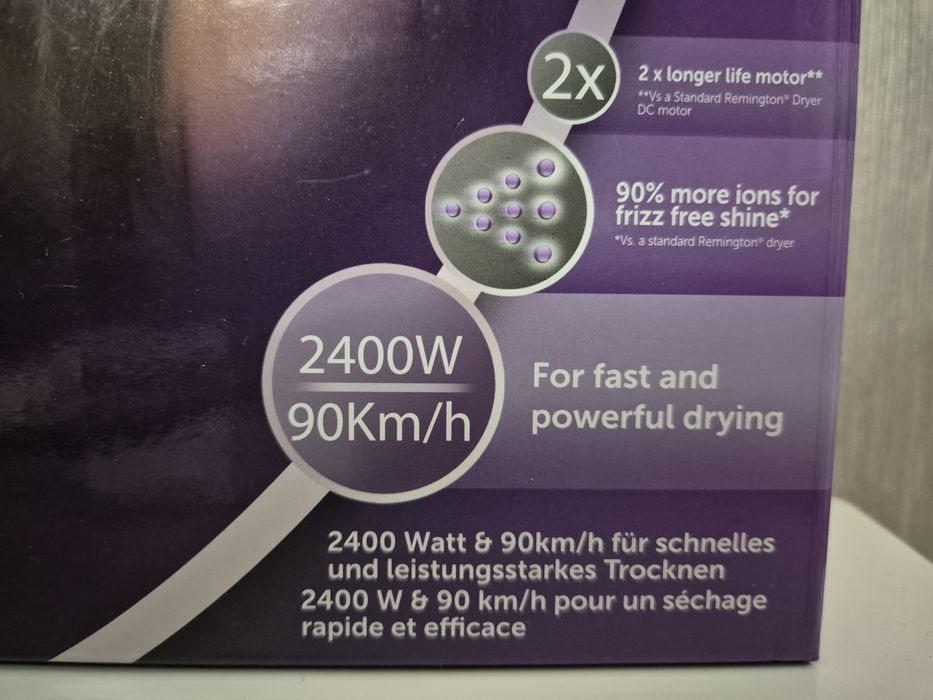 2x
2 x longer life motor**
**Vs a Standard Remington® Dryer
DC motor
90% more ions for
frizz free shine*
*Vs. a standard Remington® dryer
2400W
90Km/h
For fast and
powerful drying
2400 Watt & 90km/h für schnelles
und leistungsstarkes Trocknen
2400 W & 90 km/h pour un séchage
rapide et efficace